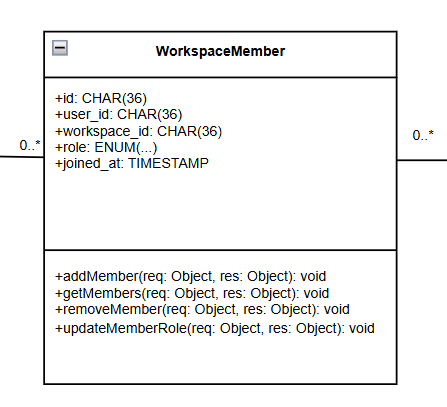 WorkspaceMember
+id: CHAR(36)
+user_id: CHAR(36)
+workspace_id: CHAR(36)
+role: ENUM(...)
+joined_at: TIMESTAMP
0..*
0..*
+addMember(req: Object, res: Object): void
+getMembers(req: Object, res: Object): void
+removeMember(req: Object, res: Object): void
+updateMemberRole(req: Object, res: Object): void